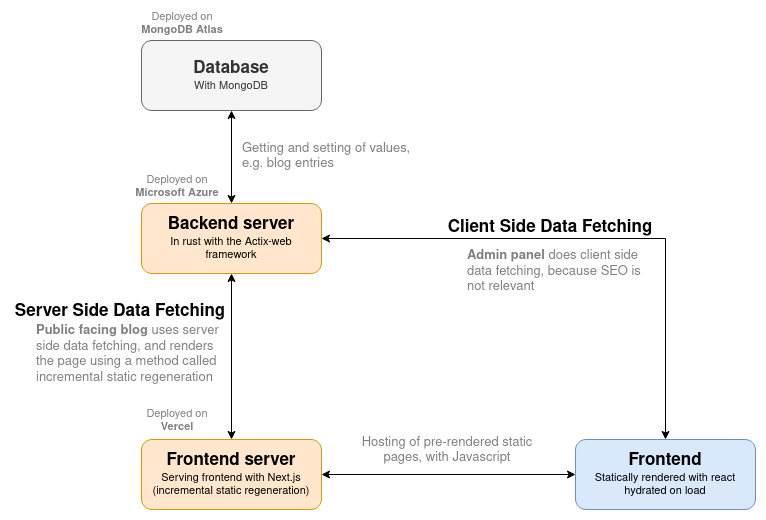 Deployed on
MongoDB Atlas
Database
With MongoDB
Getting and setting of values,
e.g. blog entries
Deployed on
Microsoft Azure
Backend server
In rust with the Actix-web
framework
Client Side Data Fetching
Admin panel does client side
data fetching, because SEO is
not relevant
Server Side Data Fetching
Public facing blog uses server
side data fetching, and renders
the page using a method called
incremental static regeneration
Deployed on
Vercel
Frontend server
Serving frontend with Next.js
(incremental static regeneration)
Hosting of pre-rendered static
pages, with Javascript
Frontend
Statically rendered with react
hydrated on load